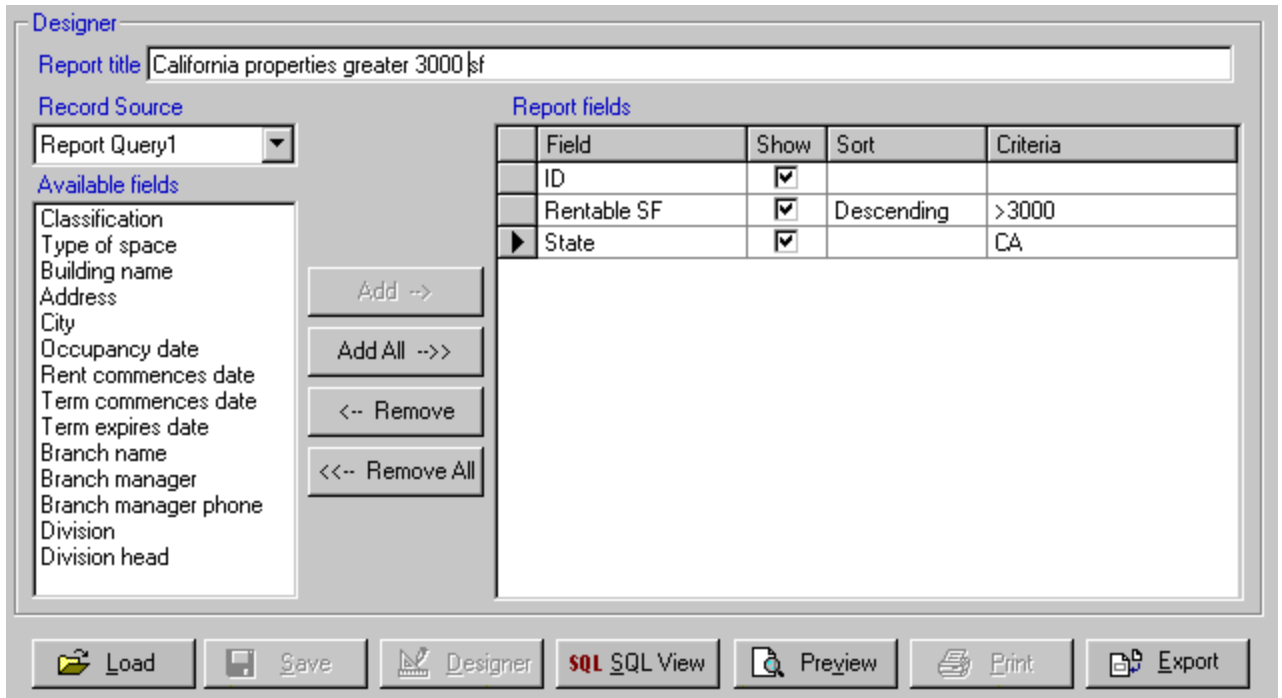 Designer
Report title California properties greater 3000 sf
Record Source
Report Query1
Available fields
Classification
Type of space
Building name
Address
City
Occupancy date
Rent commences date
Term commences date
Term expires date
Branch name
Branch manager
Branch manager phone
Division
Division head
Add -->
Add All -->>
<-- Remove
<<-- Remove All
Report fields
Field Show Sort Criteria
ID
Rentable SF Descending >3000
State CA
Load Save Designer SQL SQL View Preview Print Export